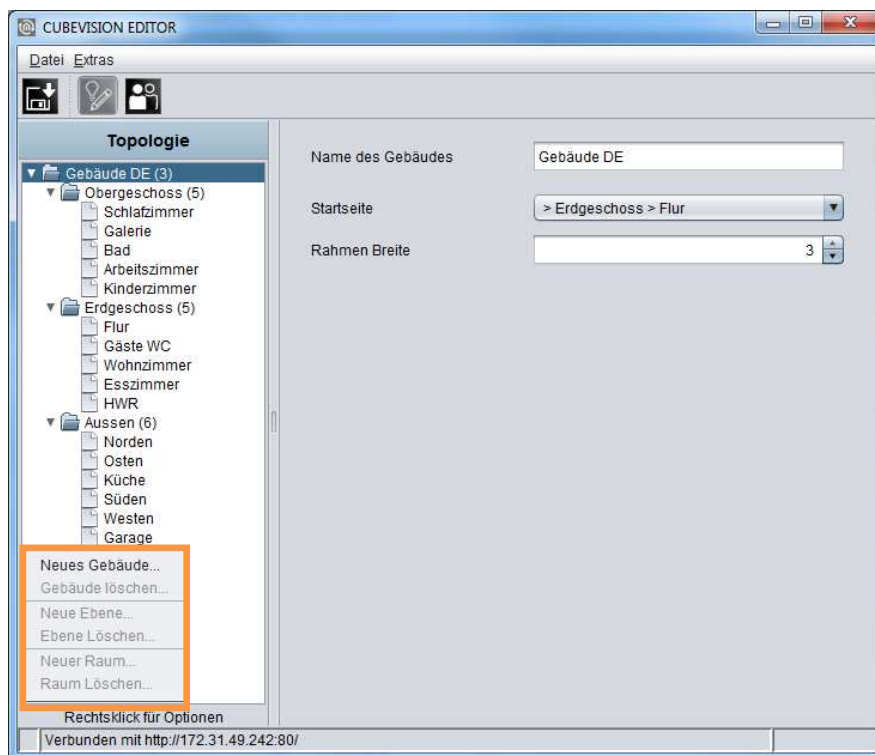 CUBEVISION EDITOR
Datei Extras
Topologie
Gebäude DE (3)
Obergeschoss (5)
Schlafzimmer
Galerie
Bad
Arbeitszimmer
Kinderzimmer
Erdgeschoss (5)
Flur
Gäste WC
Wohnzimmer
Esszimmer
HWR
Aussen (6)
Norden
Osten
Küche
Süden
Westen
Garage
Neues Gebäude...
Gebäude löschen...
Neue Ebene...
Ebene Löschen...
Neuer Raum...
Raum Löschen...
Rechtsklick für Optionen
Name des Gebäudes Gebäude DE
Startseite > Erdgeschoss > Flur
Rahmen Breite 3
Verbunden mit http://172.31.49.242:80/